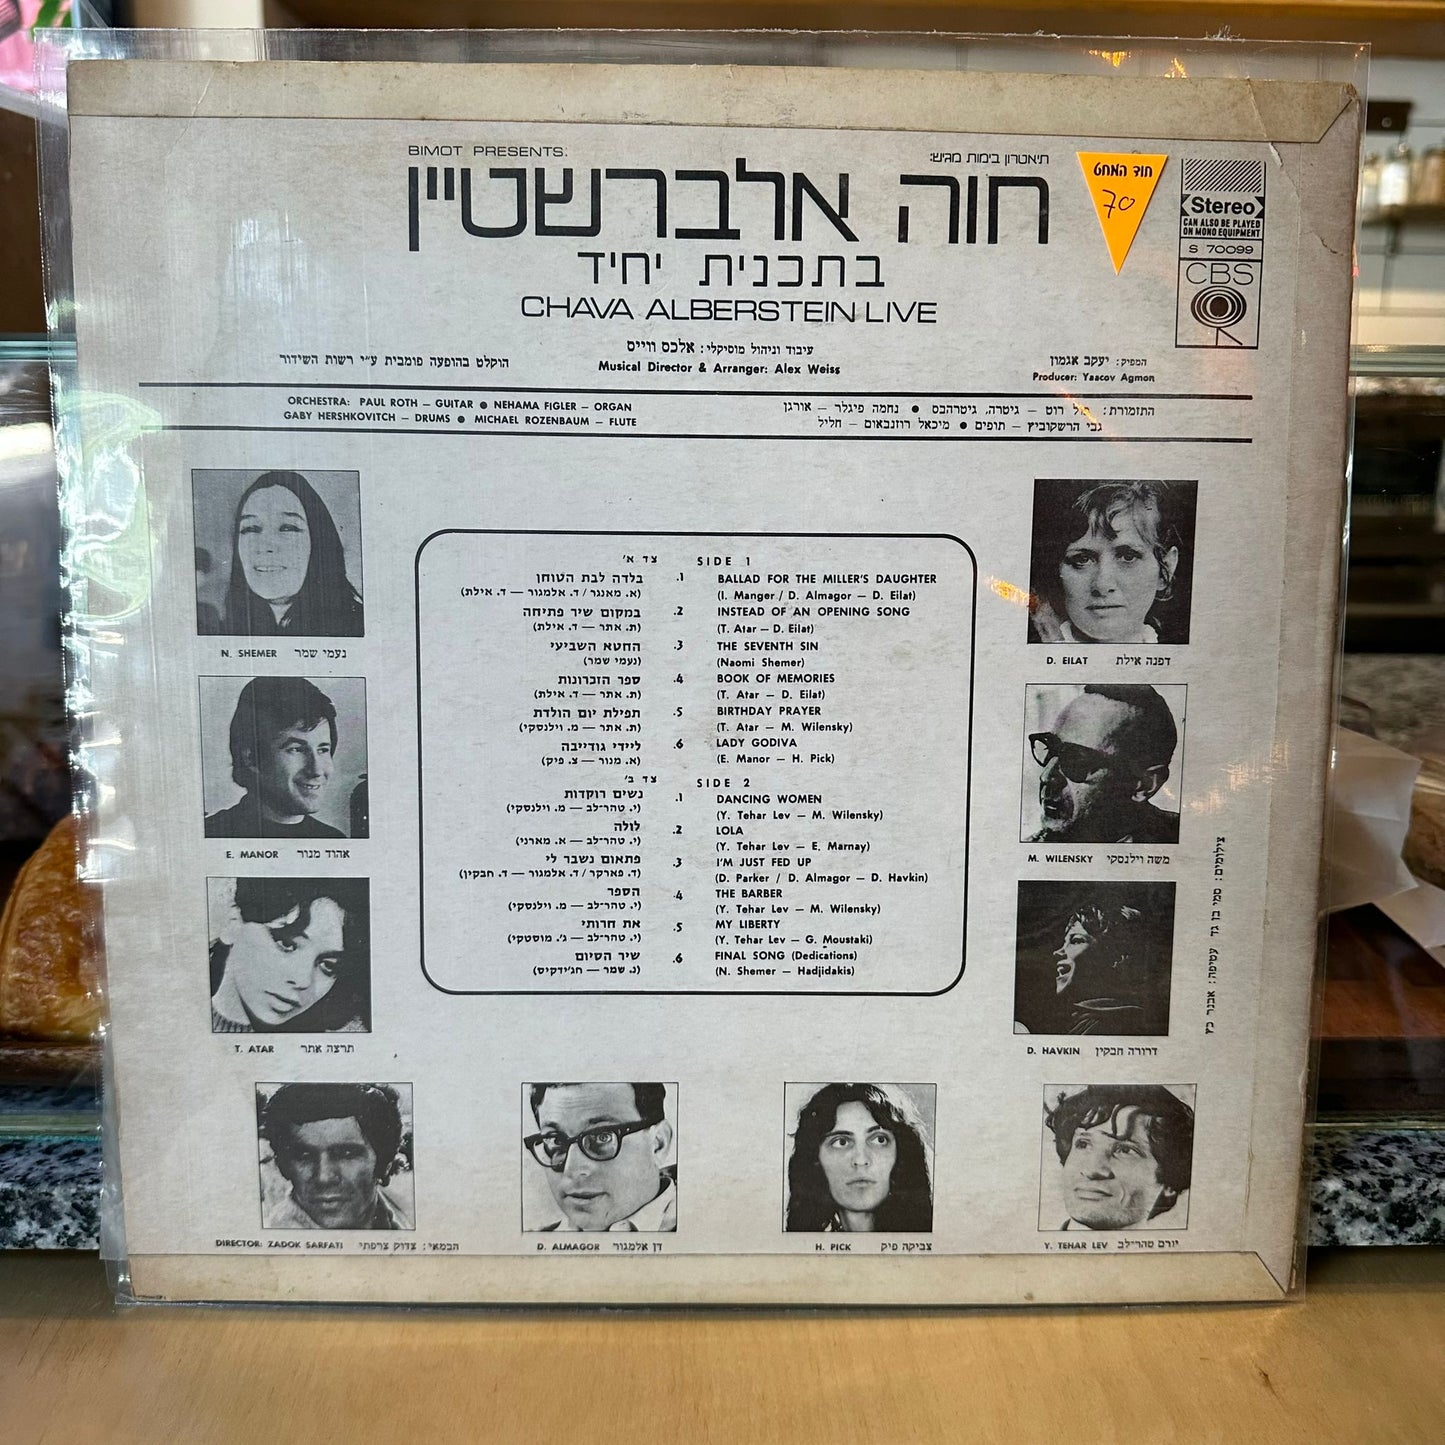 BIMOT PRESENTS:
תיאטרון בימות מגיש:
חוה אלברשטיין
בתכנית יחיד
CHAVA ALBERSTEIN LIVE
חוד המחט
70
Stereo
CAN ALSO BE PLAYED
ON MONO EQUIPMENT
S 70099
CBS
הוקלט בהופעה פומבית ע״י רשות השידור
עיבוד וניהול מוסיקלי: אלכס ווייס
Musical Director & Arranger: Alex Weiss
המפיק: יעקב אגמון
Producer: Yaacov Agmon
ORCHESTRA: PAUL ROTH – GUITAR ● NEHAMA FIGLER – ORGAN
GABY HERSHKOVITCH – DRUMS ● MICHAEL ROZENBAUM – FLUTE
התזמורת: פול רוט – גיטרה, גיטרהבס ● נחמה פיגלר – אורגן
גבי הרשקוביץ – תופים ● מיכאל רוזנבאום – חליל
צד א׳ SIDE 1
בלדה לבת הטוחן .1 BALLAD FOR THE MILLER'S DAUGHTER
(א. מאנגר / ד. אלמגור — ד. אילת) (I. Manger / D. Almagor – D. Eilat)
במקום שיר פתיחה .2 INSTEAD OF AN OPENING SONG
(ת. אתר — ד. אילת) (T. Atar – D. Eilat)
החטא השביעי .3 THE SEVENTH SIN
(נעמי שמר) (Naomi Shemer)
ספר הזכרונות .4 BOOK OF MEMORIES
(ת. אתר — ד. אילת) (T. Atar – D. Eilat)
תפילת יום הולדת .5 BIRTHDAY PRAYER
(ת. אתר — מ. וילנסקי) (T. Atar – M. Wilensky)
ליידי גודייבה .6 LADY GODIVA
(א. מנור — צ. פיק) (E. Manor – H. Pick)
צד ב׳ SIDE 2
נשים רוקדות .1 DANCING WOMEN
(י. טהר־לב — מ. וילנסקי) (Y. Tehar Lev – M. Wilensky)
לולה .2 LOLA
(י. טהר־לב — א. מארני) (Y. Tehar Lev – E. Marnay)
פתאום נשבר לי .3 I'M JUST FED UP
(ד. פארקר / ד. אלמגור — ד. חבקין) (D. Parker / D. Almagor – D. Havkin)
הספר .4 THE BARBER
(י. טהר־לב — מ. וילנסקי) (Y. Tehar Lev – M. Wilensky)
את חרותי .5 MY LIBERTY
(י. טהר־לב — ג׳. מוסטקי) (Y. Tehar Lev – G. Moustaki)
שיר הסיום .6 FINAL SONG (Dedications)
(נ. שמר — חג׳ידקיס) (N. Shemer – Hadjidakis)
N. SHEMER נעמי שמר
D. EILAT דפנה אילת
E. MANOR אהוד מנור
M. WILENSKY משה וילנסקי
T. ATAR תרצה אתר
D. HAVKIN דרורה חבקין
צילומים: סמי בן גד עטיפה: אבנר כץ
DIRECTOR: ZADOK SARFATI הבמאי: צדוק צרפתי
D. ALMAGOR דן אלמגור
H. PICK צביקה פיק
Y. TEHAR LEV יורם טהר־לב